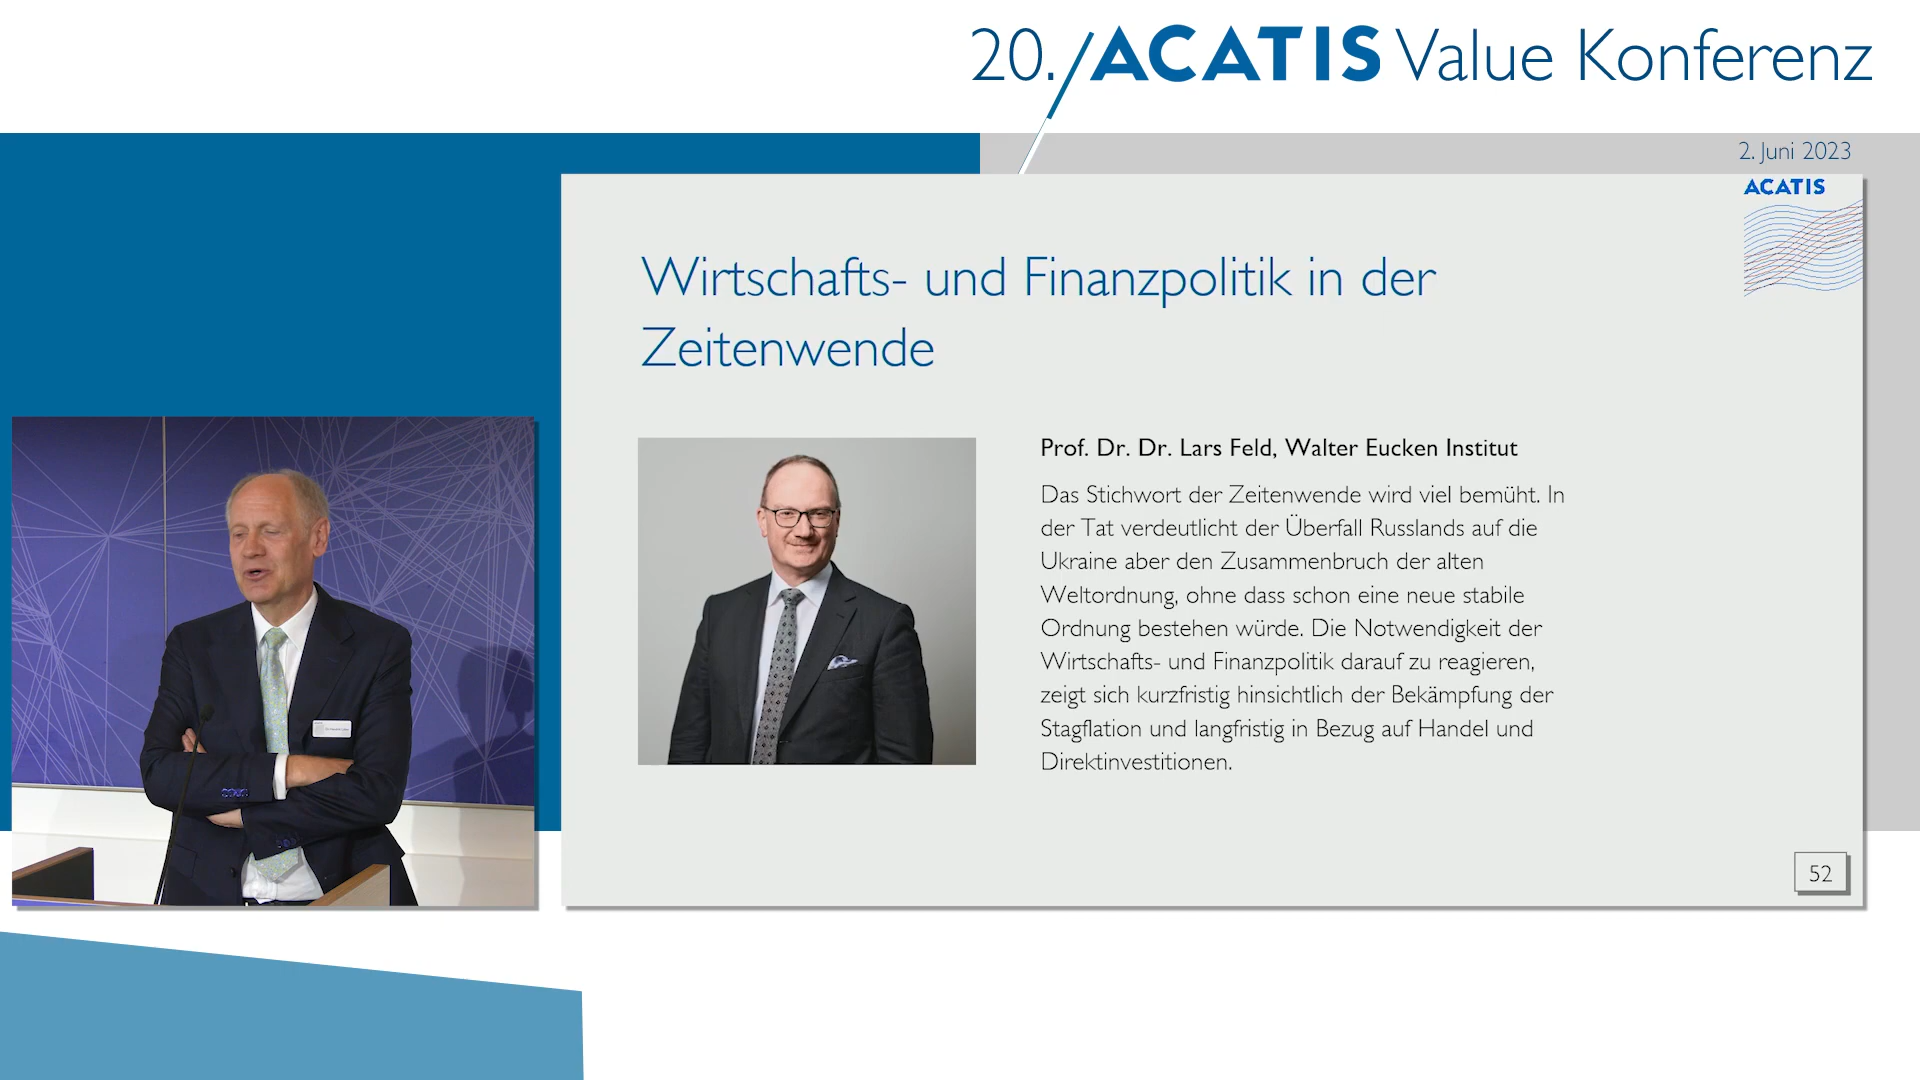 20. ACATIS Value Konferenz
2. Juni 2023
ACATIS
Wirtschafts- und Finanzpolitik in der
Zeitenwende
Prof. Dr. Dr. Lars Feld, Walter Eucken Institut
Das Stichwort der Zeitenwende wird viel bemüht. In
der Tat verdeutlicht der Überfall Russlands auf die
Ukraine aber den Zusammenbruch der alten
Weltordnung, ohne dass schon eine neue stabile
Ordnung bestehen würde. Die Notwendigkeit der
Wirtschafts- und Finanzpolitik darauf zu reagieren,
zeigt sich kurzfristig hinsichtlich der Bekämpfung der
Stagflation und langfristig in Bezug auf Handel und
Direktinvestitionen.
52